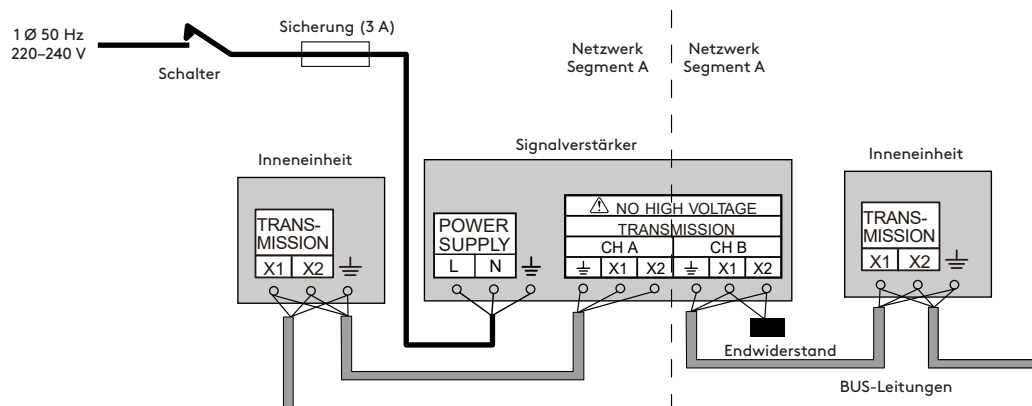 1 Ø 50 Hz
220–240 V
Schalter
Sicherung (3 A)
Netzwerk
Segment A
Netzwerk
Segment A
Signalverstärker
Inneneinheit
TRANS-
MISSION
X1 X2
POWER
SUPPLY
L N
⚠ NO HIGH VOLTAGE
TRANSMISSION
CH A CH B
X1 X2 X1 X2
Inneneinheit
TRANS-
MISSION
X1 X2
Endwiderstand
BUS-Leitungen